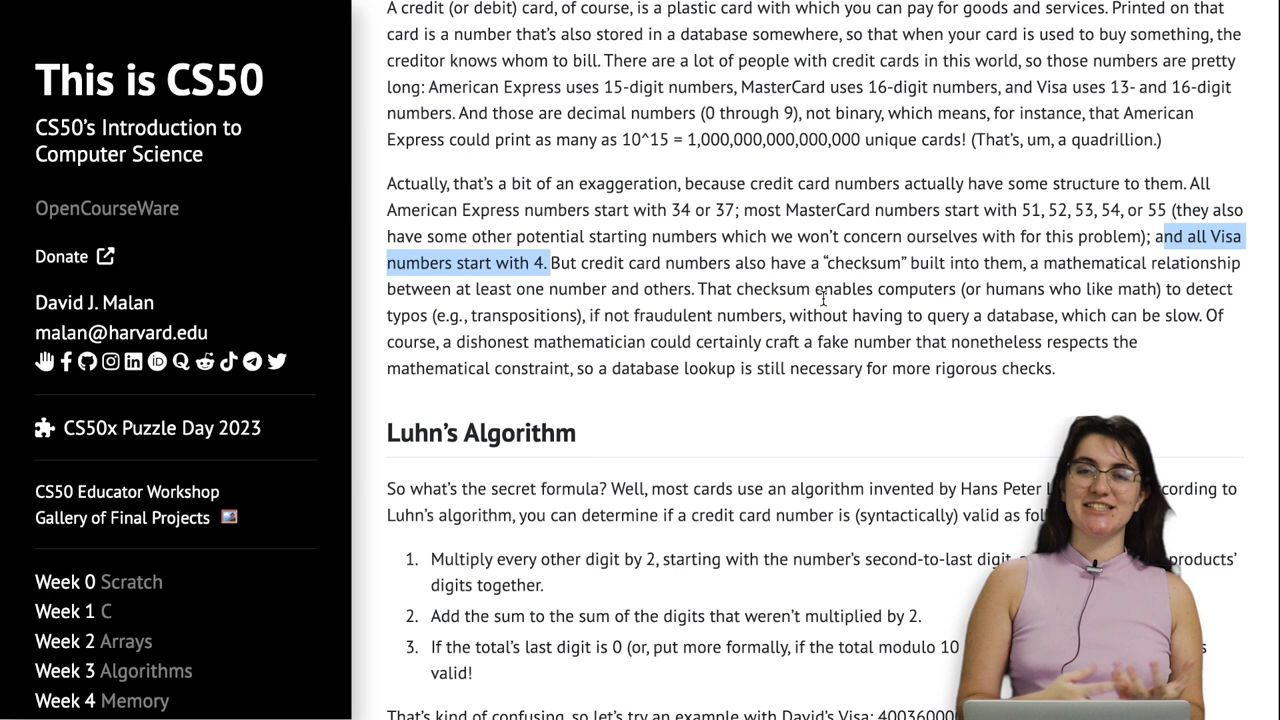 This is CS50
CS50’s Introduction to
Computer Science
OpenCourseWare
Donate
David J. Malan
malan@harvard.edu
CS50x Puzzle Day 2023
CS50 Educator Workshop
Gallery of Final Projects
Week 0 Scratch
Week 1 C
Week 2 Arrays
Week 3 Algorithms
Week 4 Memory
A credit (or debit) card, of course, is a plastic card with which you can pay for goods and services. Printed on that
card is a number that’s also stored in a database somewhere, so that when your card is used to buy something, the
creditor knows whom to bill. There are a lot of people with credit cards in this world, so those numbers are pretty
long: American Express uses 15-digit numbers, MasterCard uses 16-digit numbers, and Visa uses 13- and 16-digit
numbers. And those are decimal numbers (0 through 9), not binary, which means, for instance, that American
Express could print as many as 10^15 = 1,000,000,000,000,000 unique cards! (That’s, um, a quadrillion.)
Actually, that’s a bit of an exaggeration, because credit card numbers actually have some structure to them. All
American Express numbers start with 34 or 37; most MasterCard numbers start with 51, 52, 53, 54, or 55 (they also
have some other potential starting numbers which we won’t concern ourselves with for this problem); and all Visa
numbers start with 4. But credit card numbers also have a “checksum” built into them, a mathematical relationship
between at least one number and others. That checksum enables computers (or humans who like math) to detect
typos (e.g., transpositions), if not fraudulent numbers, without having to query a database, which can be slow. Of
course, a dishonest mathematician could certainly craft a fake number that nonetheless respects the
mathematical constraint, so a database lookup is still necessary for more rigorous checks.
Luhn’s Algorithm
So what’s the secret formula? Well, most cards use an algorithm invented by Hans Peter to
Luhn’s algorithm, you can determine if a credit card number is (syntactically) valid as
1. Multiply every other digit by 2, starting with the number’s second-to-last digit products’
digits together.
2. Add the sum to the sum of the digits that weren’t multiplied by 2.
3. If the total’s last digit is 0 (or, put more formally, if the total modulo 10
valid!
That’s kind of confusing, so let’s try an example with David’s Visa: